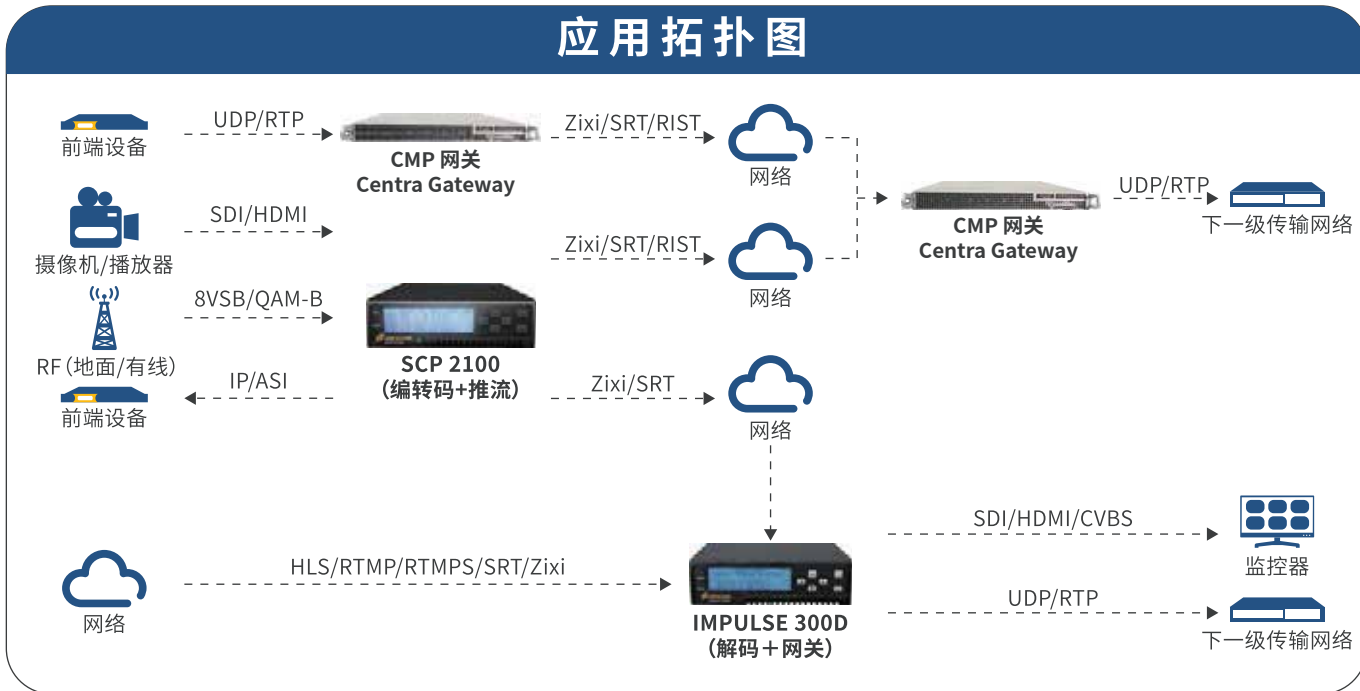 应用拓扑图
UDP/RTP
前端设备
CMP 网关
Centra Gateway
Zixi/SRT/RIST
网络
SDI/HDMI
摄像机/播放器
Zixi/SRT/RIST
网络
CMP 网关
Centra Gateway
UDP/RTP
下一级传输网络
8VSB/QAM-B
RF（地面/有线）
SCP 2100
（编转码+推流）
IP/ASI
前端设备
Zixi/SRT
网络
HLS/RTMP/RTMPS/SRT/Zixi
网络
IMPULSE 300D
（解码＋网关）
SDI/HDMI/CVBS
监控器
UDP/RTP
下一级传输网络